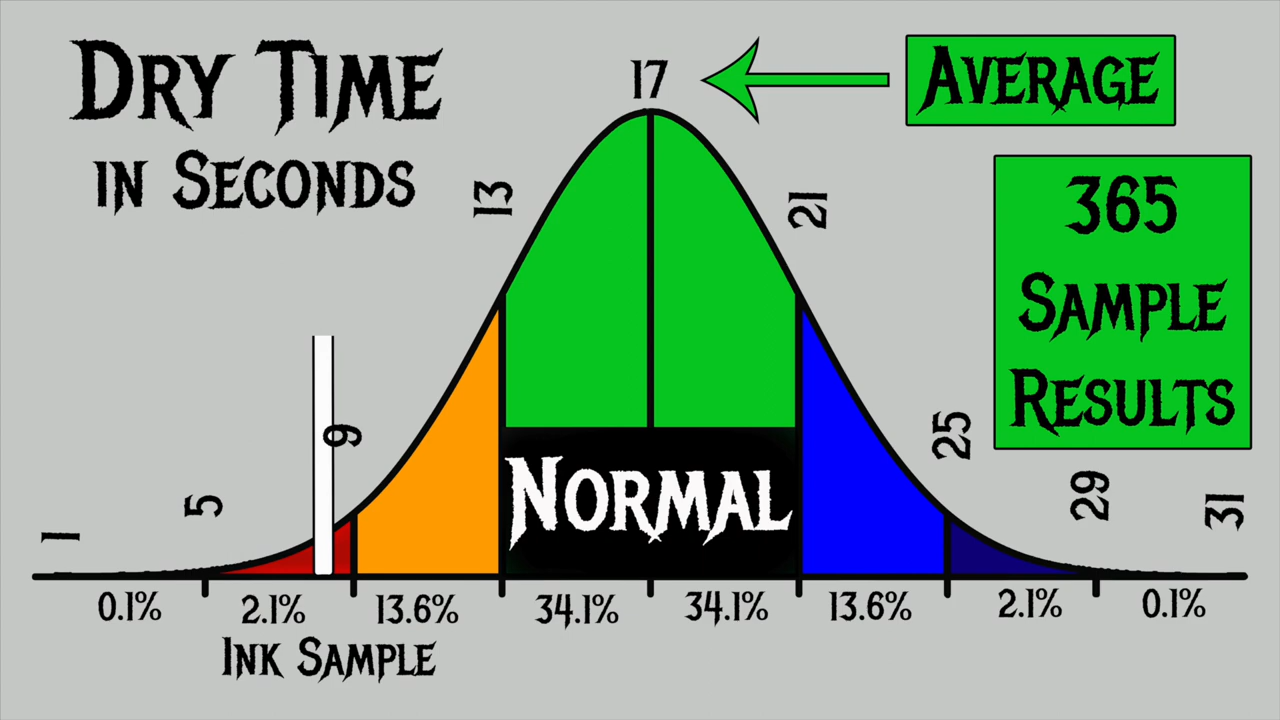 Dry Time
in Seconds
17
Average
365
Sample
Results
13
21
9
25
5
29
1
31
Normal
0.1% 2.1% 13.6% 34.1% 34.1% 13.6% 2.1% 0.1%
Ink Sample